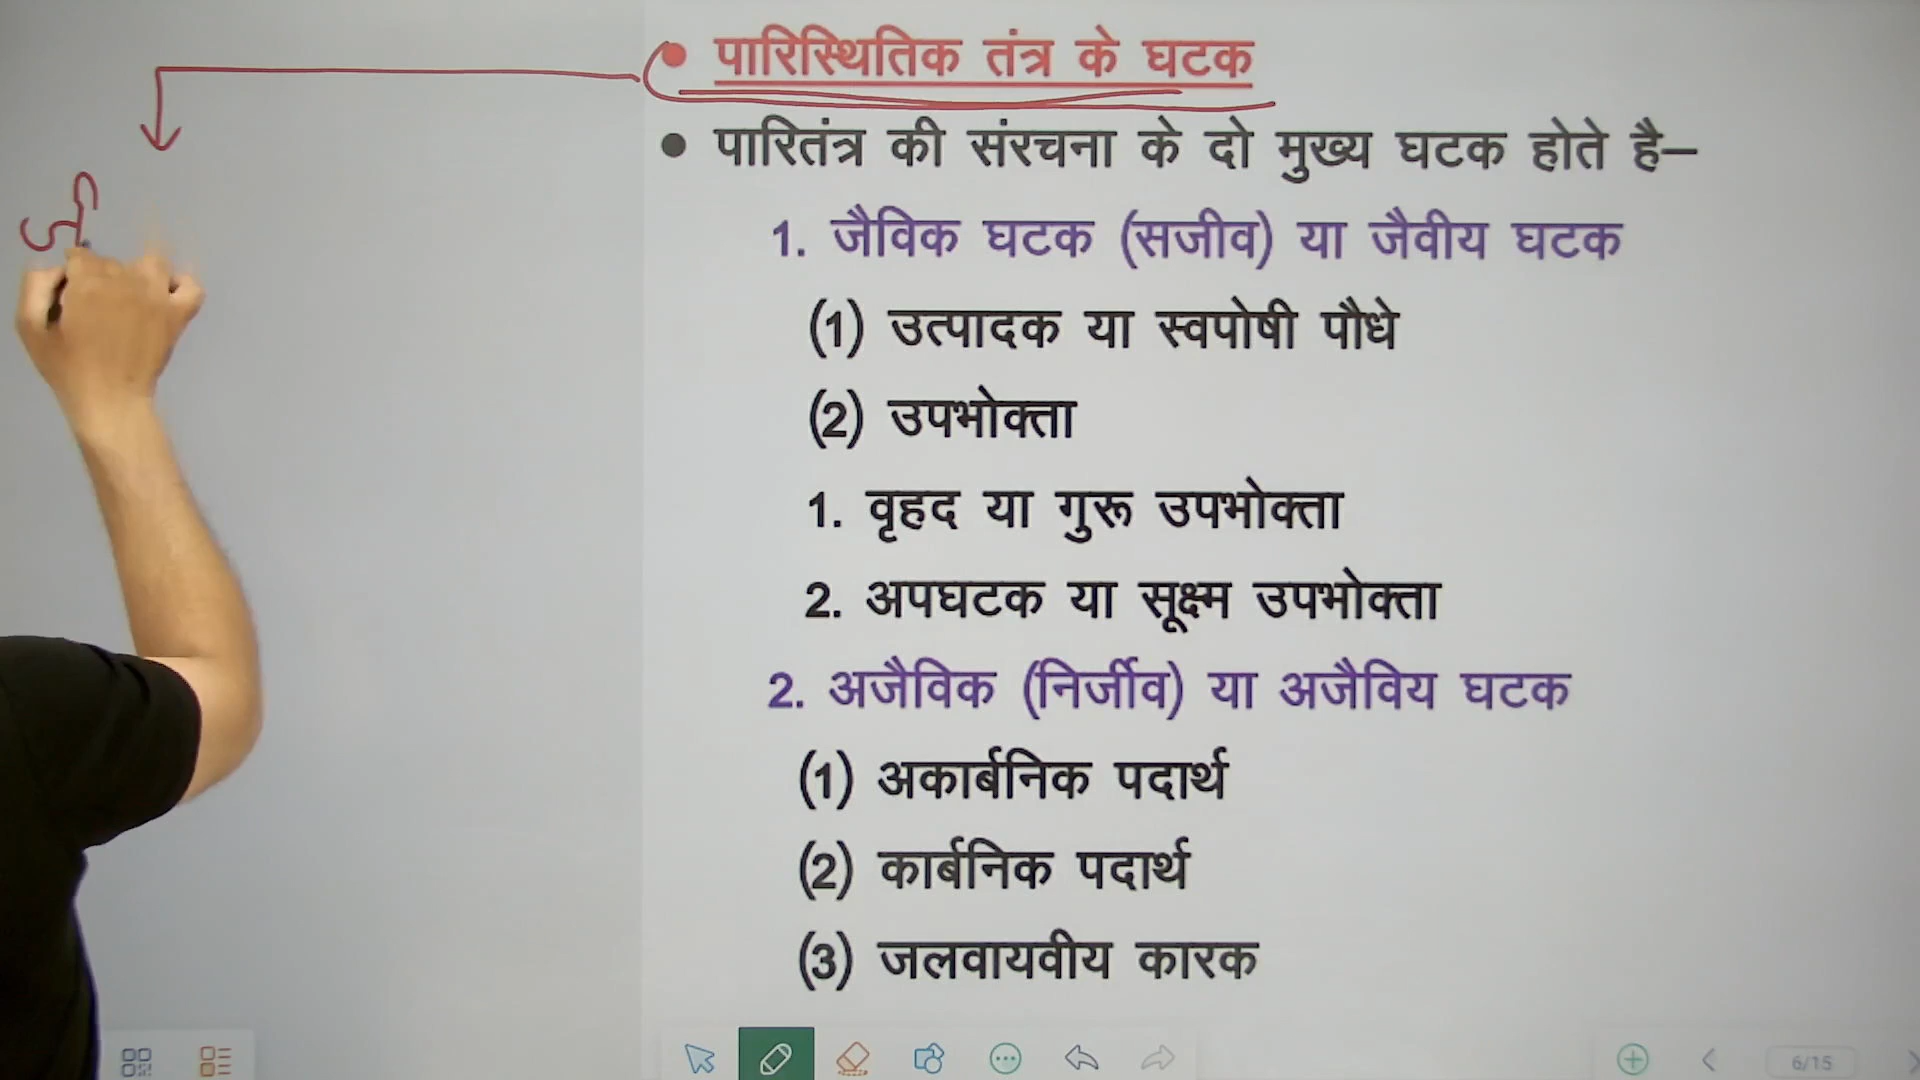 • पारिस्थितिक तंत्र के घटक
• पारितंत्र की संरचना के दो मुख्य घटक होते है–
1. जैविक घटक (सजीव) या जैवीय घटक
(1) उत्पादक या स्वपोषी पौधे
(2) उपभोक्ता
1. वृहद या गुरू उपभोक्ता
2. अपघटक या सूक्ष्म उपभोक्ता
2. अजैविक (निर्जीव) या अजैविय घटक
(1) अकार्बनिक पदार्थ
(2) कार्बनिक पदार्थ
(3) जलवायवीय कारक
6/15